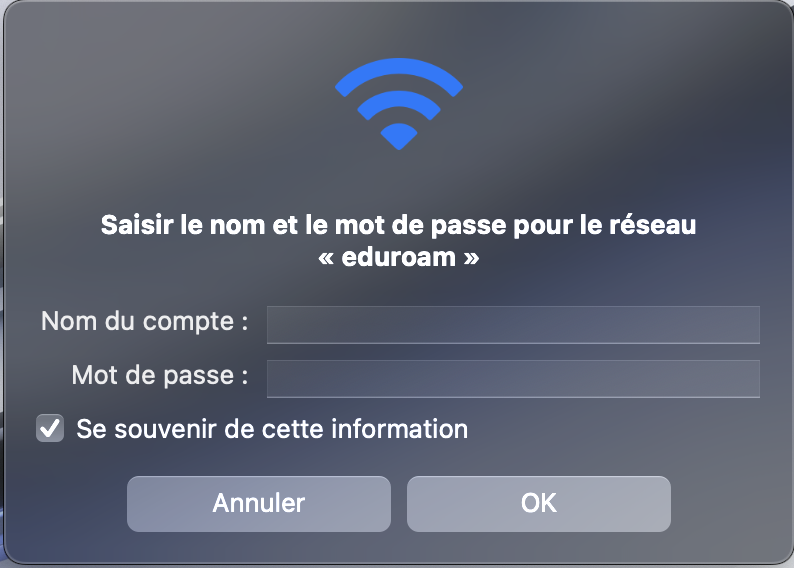 Saisir le nom et le mot de passe pour le réseau
« eduroam »
Nom du compte :
Mot de passe :
Se souvenir de cette information
Annuler
OK